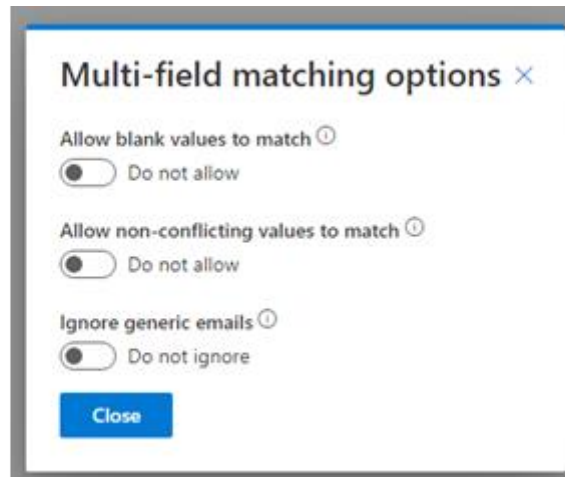 Multi-field matching options
Allow blank values to match
Do not allow
Allow non-conflicting values to match
Do not allow
Ignore generic emails
Do not ignore
Close